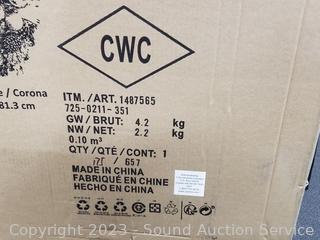 CWC
e / Corona
81.3 cm
ITM./ART. 1487565
725-0211-351
GW/BRUT: 4.2 kg
NW/NET: 2.2 kg
0.10 m³
QTY/QTÉ/CONT: 1
175 / 657
MADE IN CHINA
FABRIQUÉ EN CHINE
HECHO EN CHINA
Copyright 2023 - Sound Auction Service